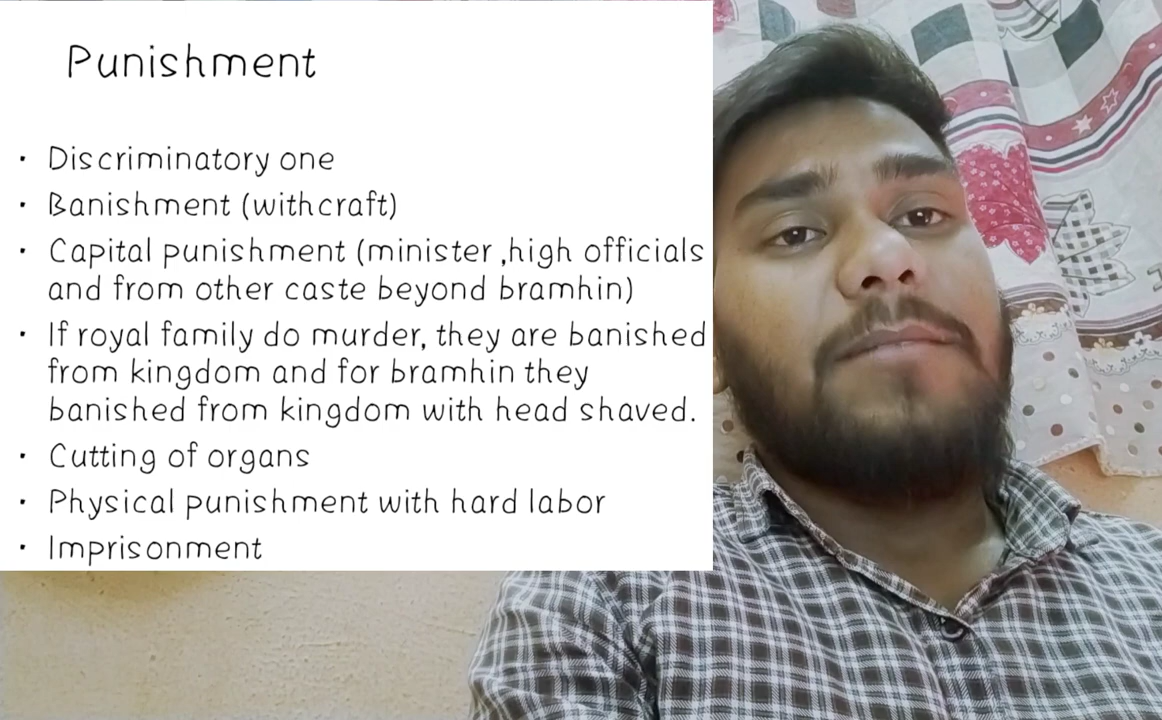 Punishment
• Discriminatory one
• Banishment (withcraft)
• Capital punishment (minister ,high officials
and from other caste beyond bramhin)
• If royal family do murder, they are banished
from kingdom and for bramhin they
banished from kingdom with head shaved.
• Cutting of organs
• Physical punishment with hard labor
• Imprisonment